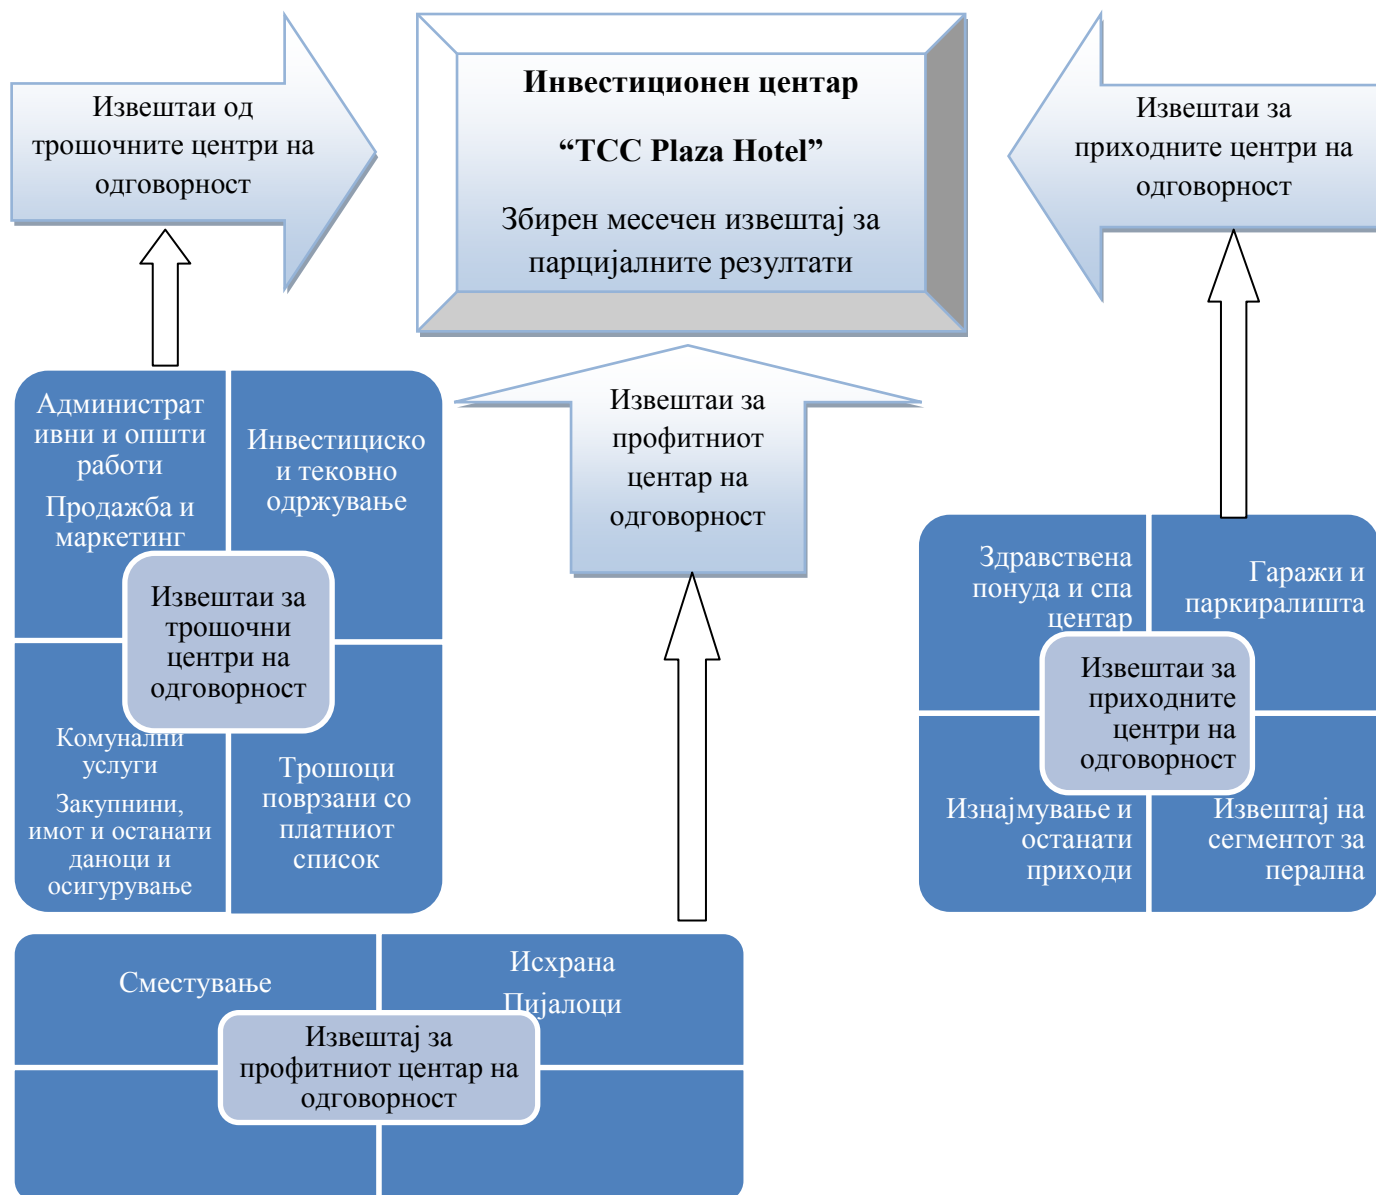 Извештаи од
трошочните центри на
одговорност
Инвестиционен центар
“TCC Plaza Hotel”
Збирен месечен извештај за
парцијалните резултати
Извештаи за
приходните центри на
одговорност
Администрат
ивни и општи
работи
Продажба и
маркетинг
Инвестициско
и тековно
одржување
Извештаи за
трошочни
центри на
одговорност
Комунални
услуги
Закупнини,
имот и останати
даноци и
осигурување
Трошоци
поврзани со
платниот
список
Извештаи за
профитниот
центар на
одговорност
Здравствена
понуда и спа
центар
Гаражи и
паркиралишта
Извештаи за
приходните
центри на
одговорност
Изнајмување и
останати
приходи
Извештај на
сегментот за
перална
Сместување
Исхрана
Пијалоци
Извештај за
профитниот центар на
одговорност